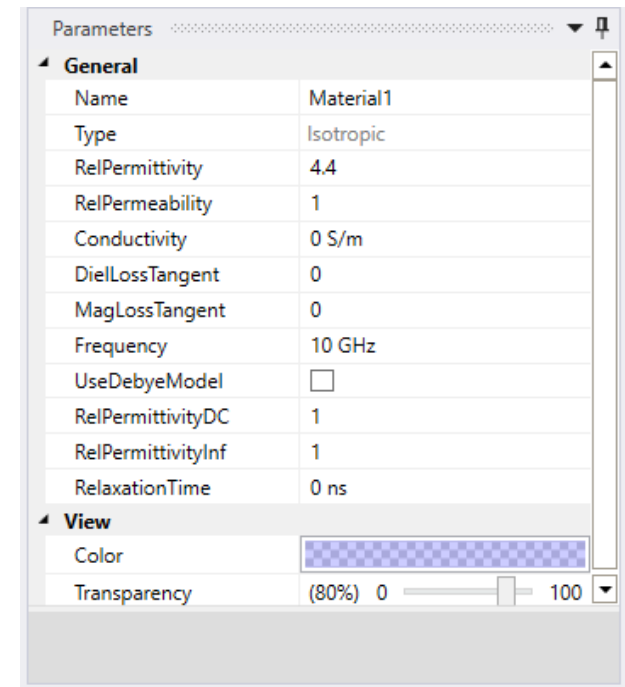 Parameters
General
Name Material1
Type Isotropic
RelPermittivity 4.4
RelPermeability 1
Conductivity 0 S/m
DielLossTangent 0
MagLossTangent 0
Frequency 10 GHz
UseDebyeModel
RelPermittivityDC 1
RelPermittivityInf 1
RelaxationTime 0 ns
View
Color
Transparency (80%) 0 100